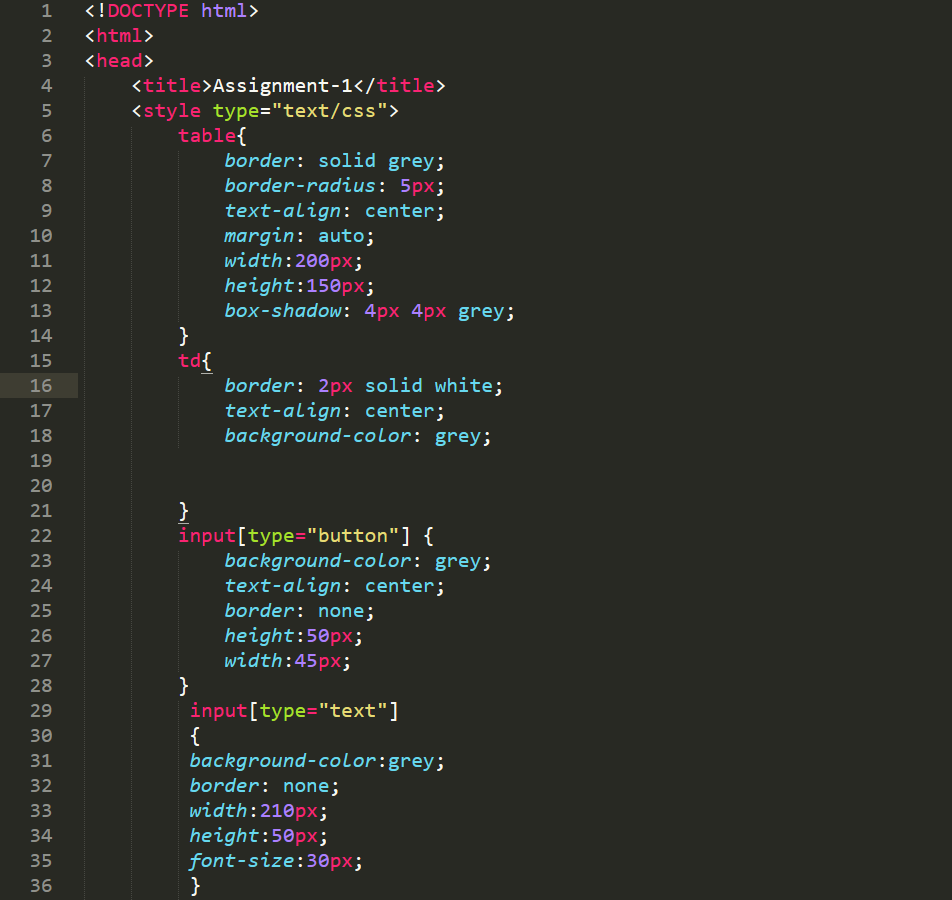 1 <!DOCTYPE html>
2 <html>
3 <head>
4 <title>Assignment-1</title>
5 <style type="text/css">
6 table{
7 border: solid grey;
8 border-radius: 5px;
9 text-align: center;
10 margin: auto;
11 width:200px;
12 height:150px;
13 box-shadow: 4px 4px grey;
14 }
15 td{
16 border: 2px solid white;
17 text-align: center;
18 background-color: grey;
19
20
21 }
22 input[type="button"] {
23 background-color: grey;
24 text-align: center;
25 border: none;
26 height:50px;
27 width:45px;
28 }
29 input[type="text"]
30 {
31 background-color:grey;
32 border: none;
33 width:210px;
34 height:50px;
35 font-size:30px;
36 }